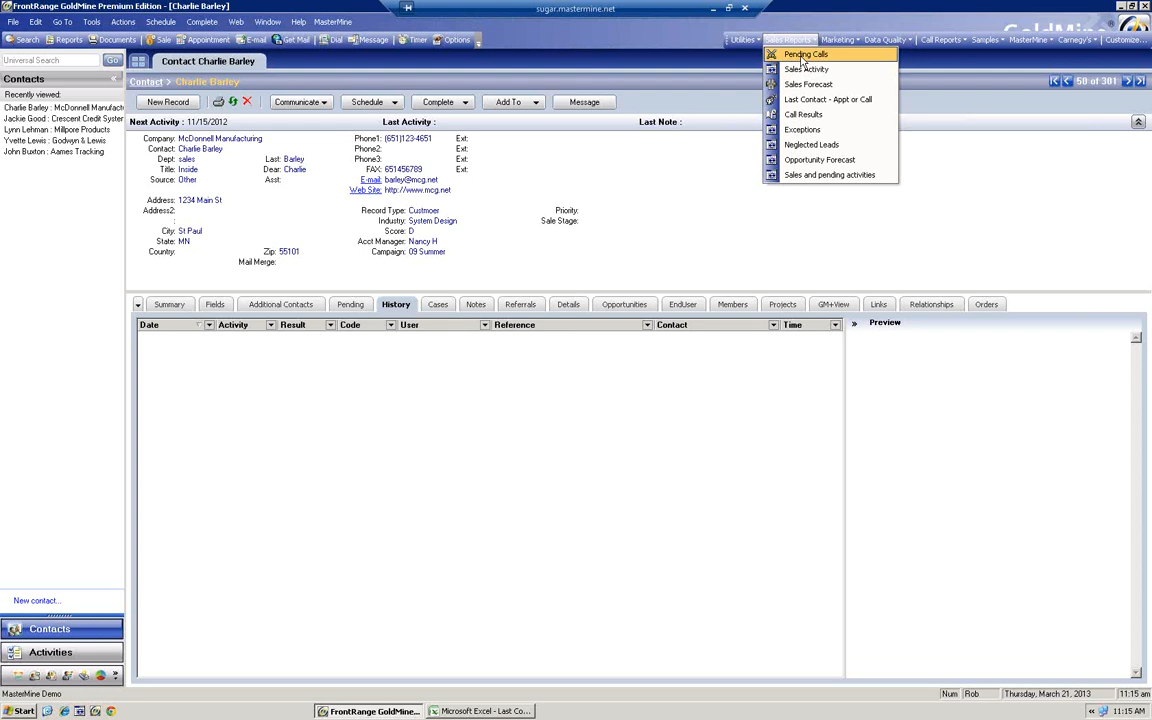 FrontRange GoldMine Premium Edition - [Charlie Barley]
sugar.mastermine.net
File Edit Go To Tools Actions Schedule Complete Web Window Help MasterMine
GoldMine
Search Reports Documents Sale Appointment E-mail Get Mail Dial Message Timer Options
Utilities Sales Reports Marketing Data Quality Call Reports Samples MasterMine Carnegy's Customize...
Universal Search Go
Contact Charlie Barley
Pending Calls
Sales Activity
Sales Forecast
Last Contact - Appt or Call
Call Results
Exceptions
Neglected Leads
Opportunity Forecast
Sales and pending activities
Contacts
Contact > Charlie Barley
50 of 301
Recently viewed:
Charlie Barley : McDonnell Manufact
Jackie Good : Crescent Credit System
Lynn Lehman : Millpore Products
Yvette Lewis : Godwyn & Lewis
John Buxton : Aames Tracking
New Record Communicate Schedule Complete Add To Message
Next Activity : 11/15/2012 Last Activity : Last Note :
Company: McDonnell Manufacturing Phone1: (651)123-4651 Ext:
Contact: Charlie Barley Phone2: Ext:
Dept: sales Last: Barley Phone3: Ext:
Title: Inside Dear: Charlie FAX: 651456789 Ext:
Source: Other Asst: E-mail: barley@mcg.net
Web Site: http://www.mcg.net
Address: 1234 Main St
Address2: Record Type: Custmoer Priority:
: Industry: System Design Sale Stage:
City: St Paul Score: D
State: MN Acct Manager: Nancy H
Country: Zip: 55101 Campaign: 09 Summer
Mail Merge:
Summary Fields Additional Contacts Pending History Cases Notes Referrals Details Opportunities EndUser Members Projects GM+View Links Relationships Orders
Date Activity Result Code User Reference Contact Time » Preview
New contact...
Contacts
Activities
MasterMine Demo Num Rob Thursday, March 21, 2013 11:15 am
Start FrontRange GoldMine... Microsoft Excel - Last Co... « 11:15 AM